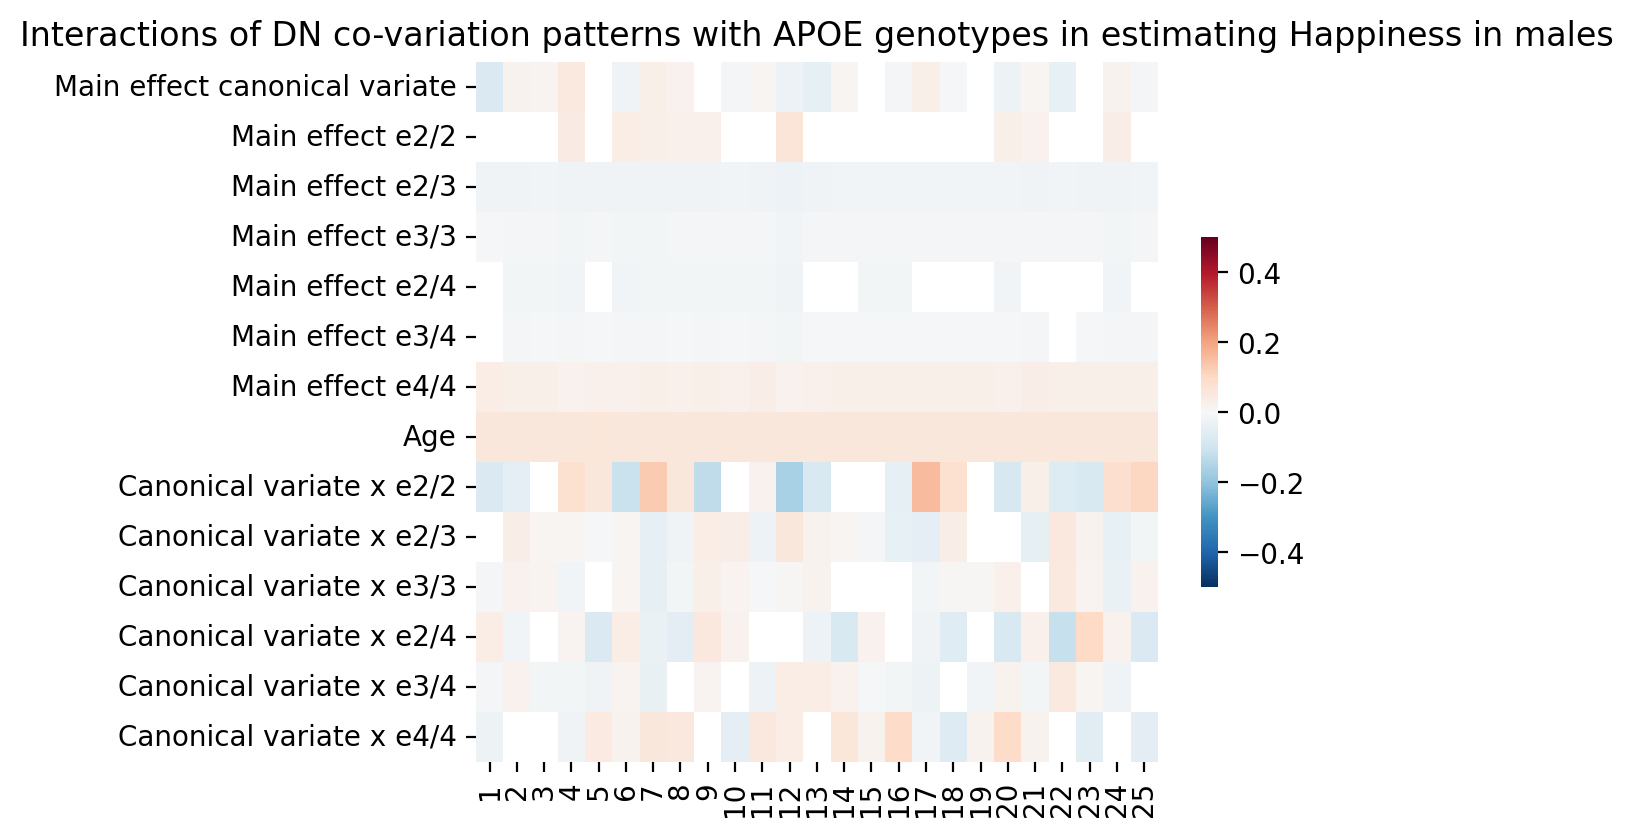 Interactions of DN co-variation patterns with APOE genotypes in estimating Happiness in males
Main effect canonical variate
Main effect e2/2
Main effect e2/3
Main effect e3/3
Main effect e2/4
Main effect e3/4
Main effect e4/4
Age
Canonical variate x e2/2
Canonical variate x e2/3
Canonical variate x e3/3
Canonical variate x e2/4
Canonical variate x e3/4
Canonical variate x e4/4
1 2 3 4 5 6 7 8 9 10 11 12 13 14 15 16 17 18 19 20 21 22 23 24 25
0.4
0.2
0.0
−0.2
−0.4